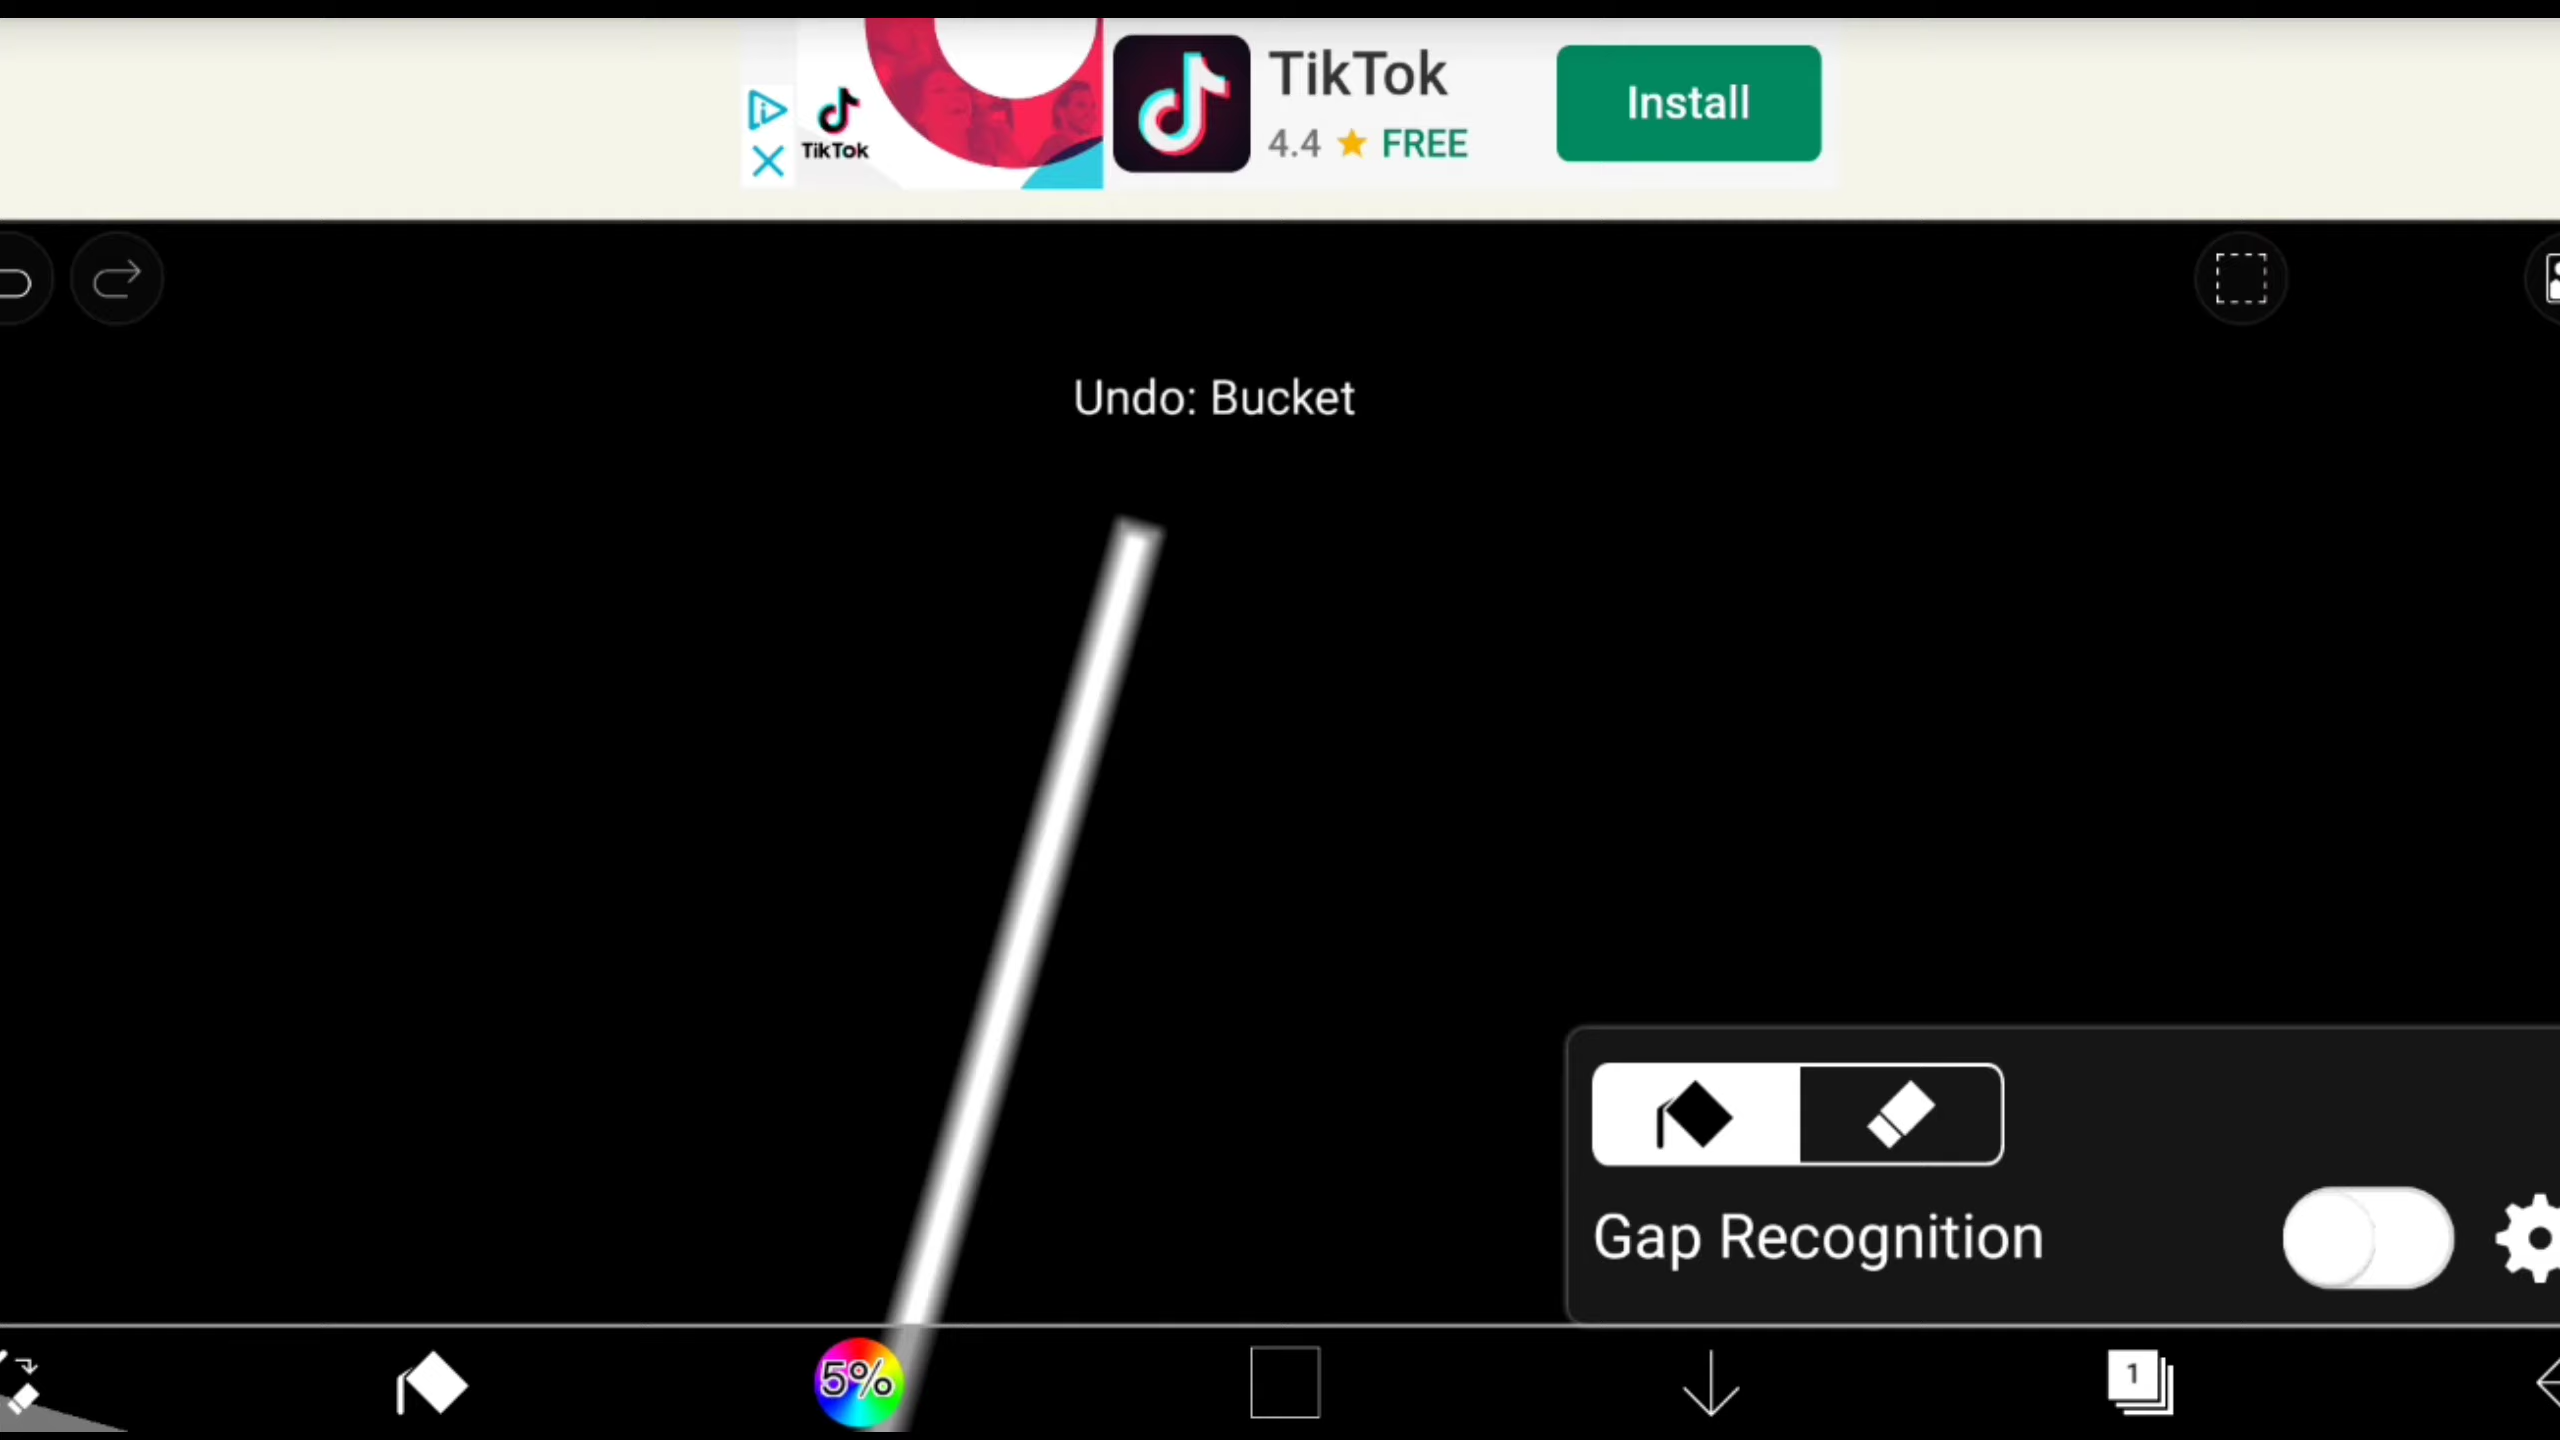 TikTok
TikTok
4.4 ★ FREE
Install
Undo: Bucket
Gap Recognition
5%
1